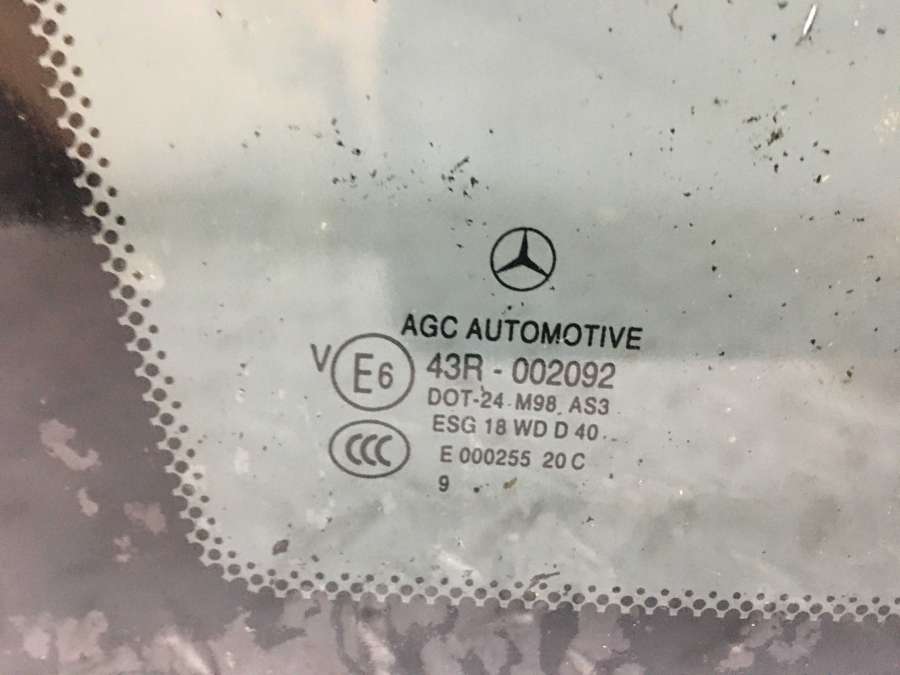 AGC AUTOMOTIVE
V E6 43R - 002092
DOT-24 M98 AS3
ESG 18 WD D 40
CCC E 000255 20 C
9